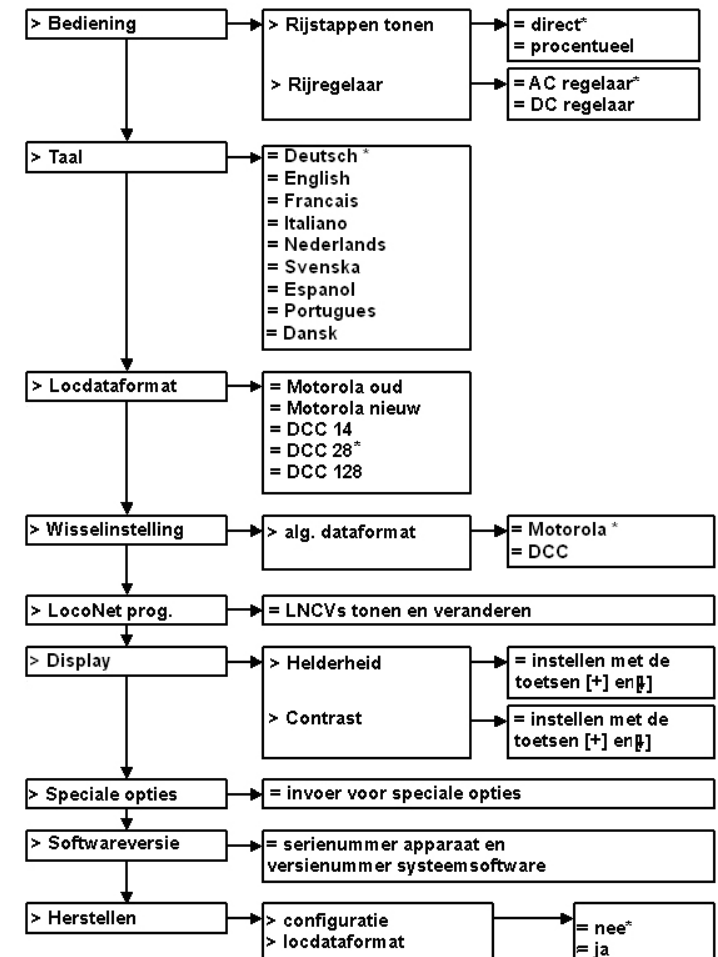 > Bediening
> Rijstappen tonen
= direct*
= procentueel
> Rijregelaar
= AC regelaar*
= DC regelaar
> Taal
= Deutsch *
= English
= Francais
= Italiano
= Nederlands
= Svenska
= Espanol
= Portugues
= Dansk
> Locdataformat
= Motorola oud
= Motorola nieuw
= DCC 14
= DCC 28*
= DCC 128
> Wisselinstelling
> alg. dataformat
= Motorola *
= DCC
> LocoNet prog.
= LNCVs tonen en veranderen
> Display
> Helderheid
= instellen met de
toetsen [+] en
> Contrast
= instellen met de
toetsen [+] en
> Speciale opties
= invoer voor speciale opties
> Softwareversie
= serienummer apparaat en
versienummer systeemsoftware
> Herstellen
> configuratie
> locdataformat
= nee*
= ja